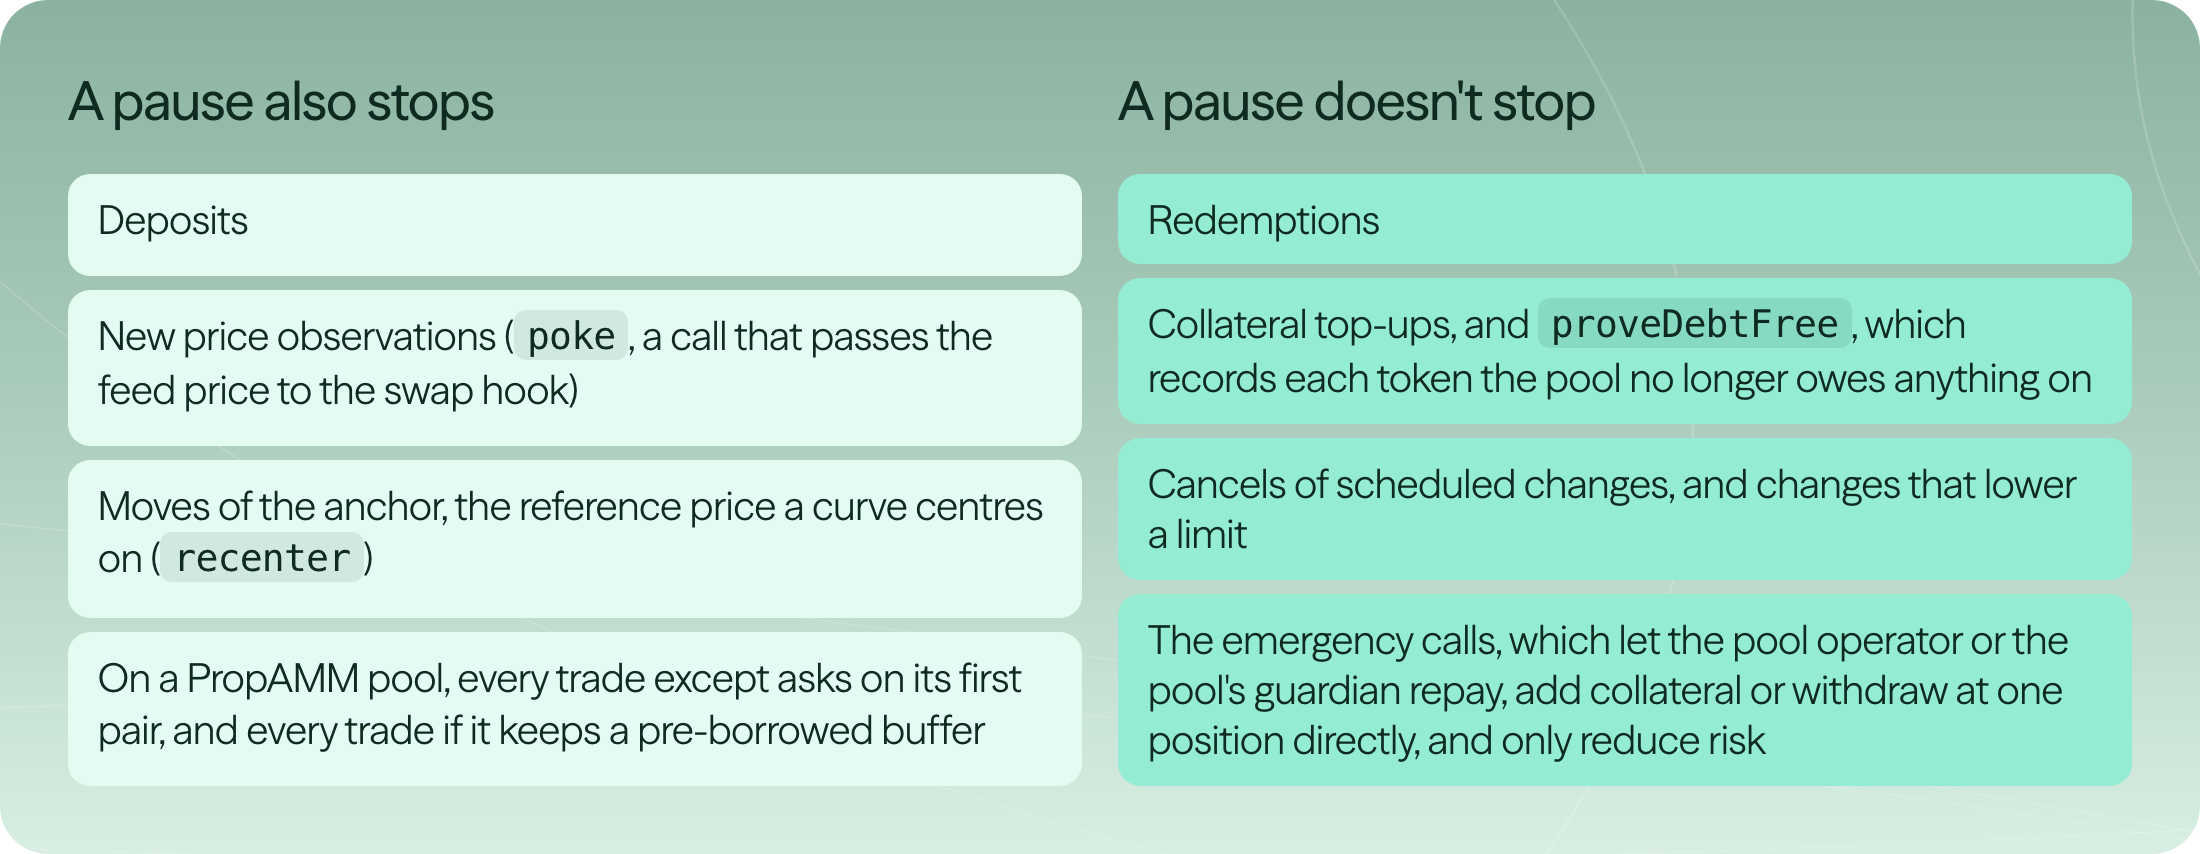 A pause also stops
Deposits
New price observations (poke, a call that passes the
feed price to the swap hook)
Moves of the anchor, the reference price a curve centres
on (recenter)
On a PropAMM pool, every trade except asks on its first
pair, and every trade if it keeps a pre-borrowed buffer
A pause doesn't stop
Redemptions
Collateral top-ups, and proveDebtFree, which
records each token the pool no longer owes anything on
Cancels of scheduled changes, and changes that lower
a limit
The emergency calls, which let the pool operator or the
pool's guardian repay, add collateral or withdraw at one
position directly, and only reduce risk